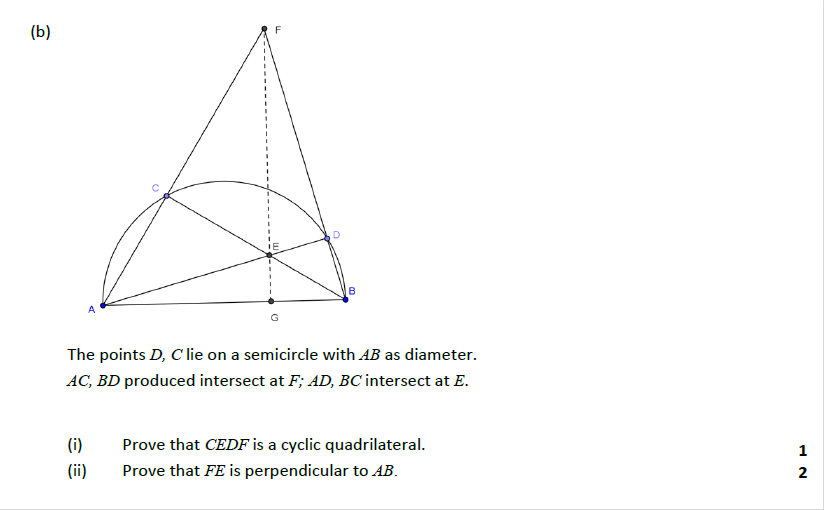 (b)
F
C
D
E
B
A
G
The points D, C lie on a semicircle with AB as diameter.
AC, BD produced intersect at F; AD, BC intersect at E.
(i) Prove that CEDF is a cyclic quadrilateral. 1
(ii) Prove that FE is perpendicular to AB. 2